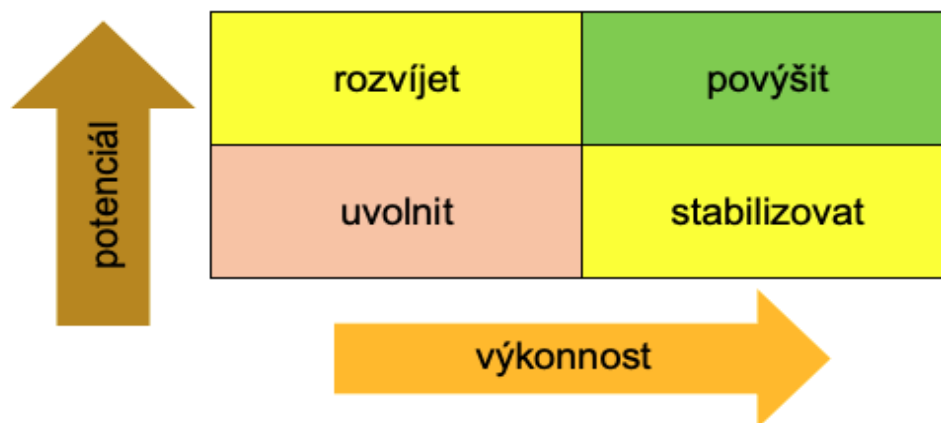 rozvíjet
povýšit
potenciál
uvolnit
stabilizovat
výkonnost